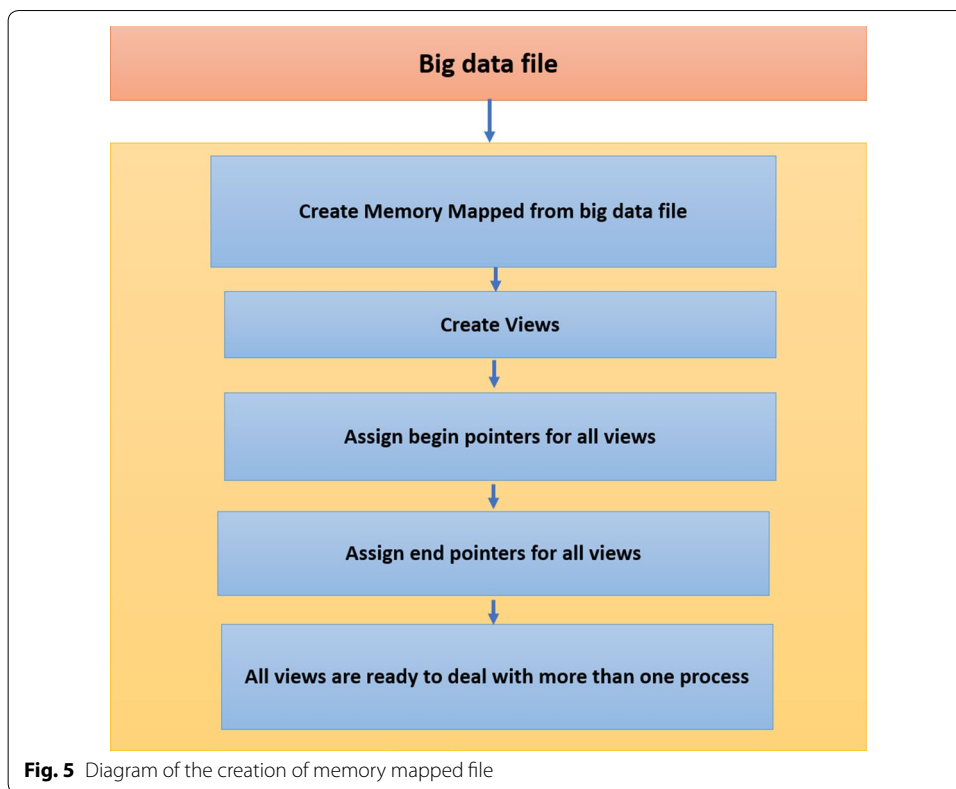 Big data file
Create Memory Mapped from big data file
Create Views
Assign begin pointers for all views
Assign end pointers for all views
All views are ready to deal with more than one process
Fig. 5 Diagram of the creation of memory mapped file